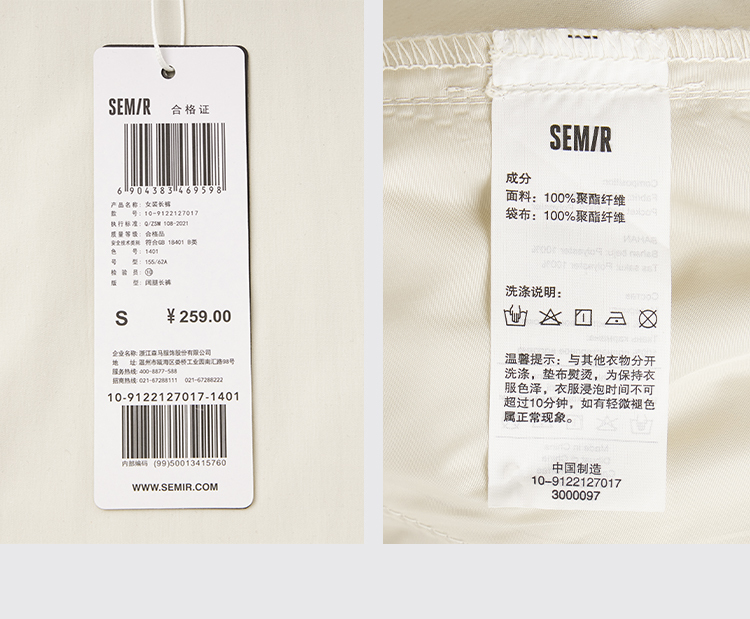 SEM/R 合格证
6 904383 469598
产品名称: 女装长裤
款 号: 10-9122127017
执行标准: Q/ZSM 108-2021
质量等级: 合格品
安全技术类别: 符合GB 18401 B类
色 号: 1401
号 型: 155/62A
检 验 员: ⑩
版 型: 阔腿长裤
S ¥259.00
企业名称: 浙江森马服饰股份有限公司
地 址: 温州市瓯海区娄桥工业园南汇路98号
服务热线: 400-8877-588
招商热线: 021-67288111 021-67288222
10-9122127017-1401
内部编码 (99)50013415760
WWW.SEMIR.COM
SEM/R
成分
面料: 100%聚酯纤维
袋布: 100%聚酯纤维
洗涤说明:
温馨提示: 与其他衣物分开
洗涤, 垫布熨烫, 为保持衣
服色泽, 衣服浸泡时间不可
超过10分钟, 如有轻微褪色
属正常现象。
中国制造
10-9122127017
3000097